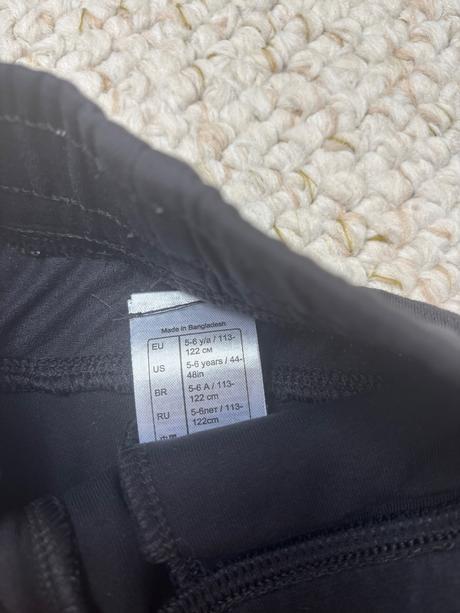 Made in Bangladesh
EU 5-6 y/a / 113-
122 CM
US 5-6 years / 44-
48in
BR 5-6 A / 113-
122 cm
RU 5-6лет / 113-
122cm